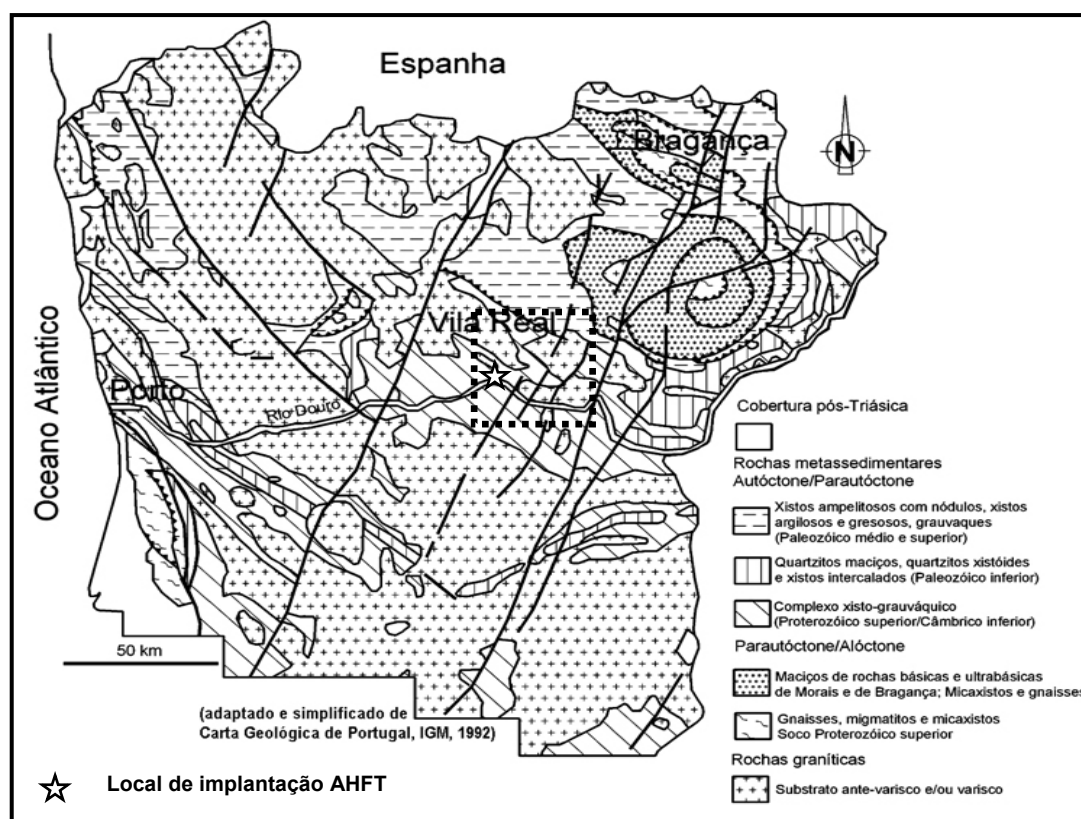 Espanha
Bragança
N
Vila Real
Oceano Atlântico
Porto
Rio Douro
50 km
(adaptado e simplificado de
Carta Geológica de Portugal, IGM, 1992)
Local de implantação AHFT
Cobertura pós-Triásica
Rochas metassedimentares
Autóctone/Parautóctone
Xistos ampelitosos com nódulos, xistos
argilosos e gresosos, grauvaques
(Paleozóico médio e superior)
Quartzitos maciços, quartzitos xistóides
e xistos intercalados (Paleozóico inferior)
Complexo xisto-grauváquico
(Proterozóico superior/Câmbrico inferior)
Parautóctone/Alóctone
Maciços de rochas básicas e ultrabásicas
de Morais e de Bragança; Micaxistos e gnaisses
Gnaisses, migmatitos e micaxistos
Soco Proterozóico superior
Rochas graníticas
Substrato ante-varisco e/ou varisco